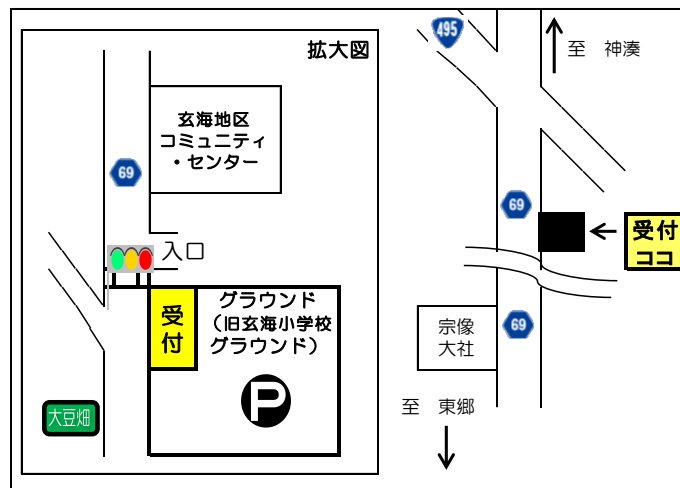 拡大図
玄海地区
コミュニティ
・センター
69
入口
受付
グラウンド
（旧玄海小学校
グラウンド）
P
大豆畑
495
至 神湊
69
受付
ココ
69
宗像
大社
至 東郷